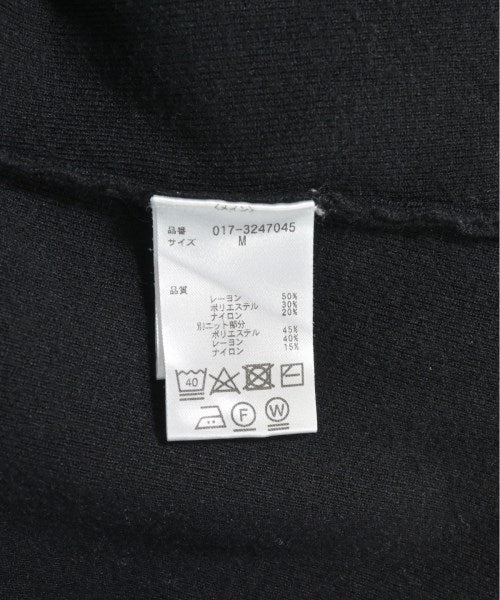 品番 017-3247045
サイズ M
品質
レーヨン 50%
ポリエステル 30%
ナイロン 20%
別ニット部分
ポリエステル 45%
レーヨン 40%
ナイロン 15%
40
F W